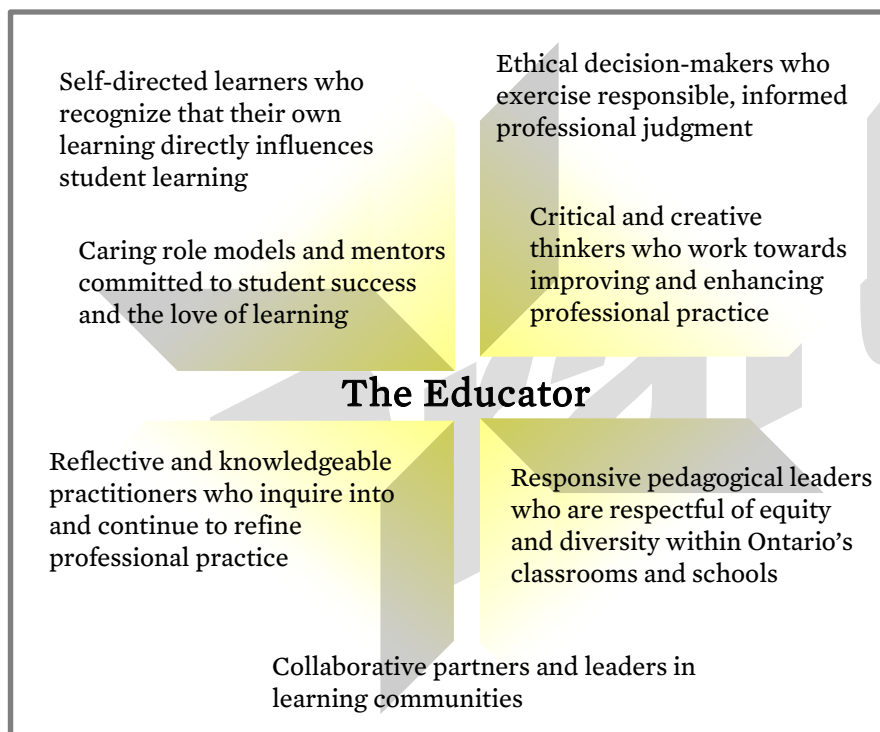 Self-directed learners who
recognize that their own
learning directly influences
student learning
Ethical decision-makers who
exercise responsible, informed
professional judgment
Caring role models and mentors
committed to student success
and the love of learning
Critical and creative
thinkers who work towards
improving and enhancing
professional practice
The Educator
Reflective and knowledgeable
practitioners who inquire into
and continue to refine
professional practice
Responsive pedagogical leaders
who are respectful of equity
and diversity within Ontario’s
classrooms and schools
Collaborative partners and leaders in
learning communities